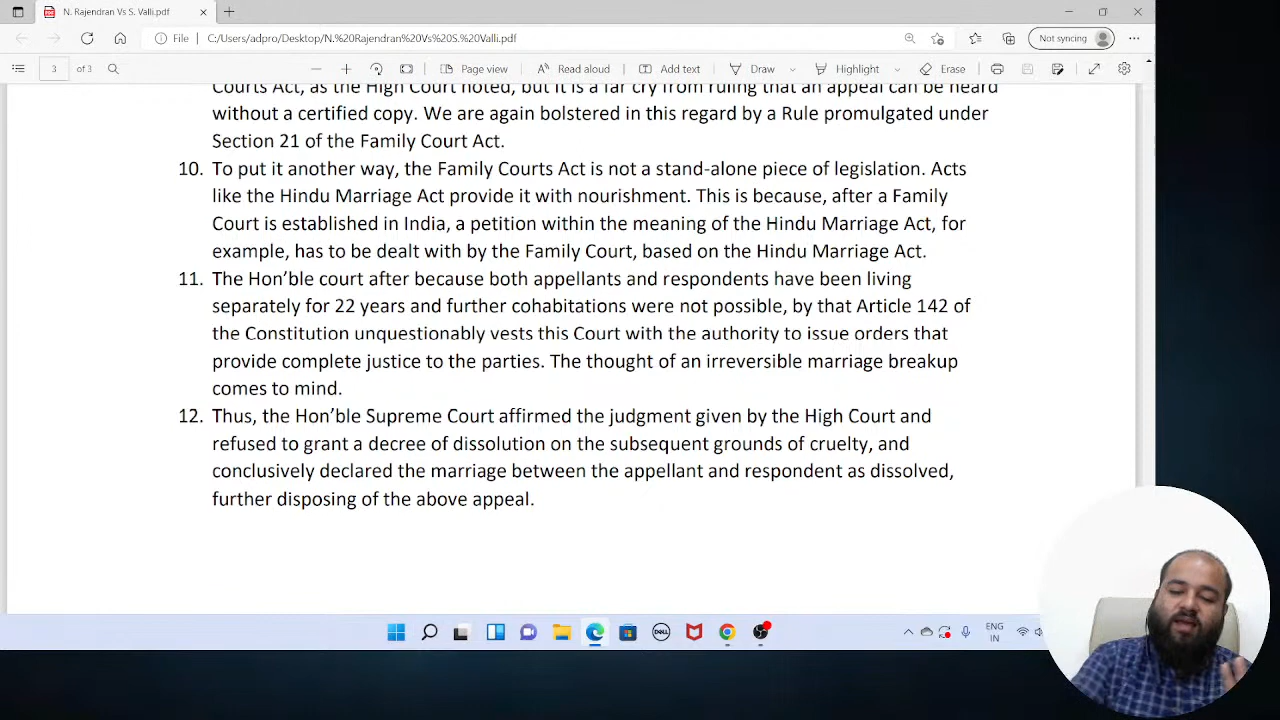 N. Rajendran Vs S. Valli.pdf
File
C:/Users/adpro/Desktop/N.%20Rajendran%20Vs%20S.%20Valli.pdf
Not syncing
3 of 3
Page view
Read aloud
Add text
Draw
Highlight
Erase
Courts Act, as the High Court noted, but it is a far cry from ruling that an appeal can be heard
without a certified copy. We are again bolstered in this regard by a Rule promulgated under
Section 21 of the Family Court Act.
10. To put it another way, the Family Courts Act is not a stand-alone piece of legislation. Acts
like the Hindu Marriage Act provide it with nourishment. This is because, after a Family
Court is established in India, a petition within the meaning of the Hindu Marriage Act, for
example, has to be dealt with by the Family Court, based on the Hindu Marriage Act.
11. The Hon’ble court after because both appellants and respondents have been living
separately for 22 years and further cohabitations were not possible, by that Article 142 of
the Constitution unquestionably vests this Court with the authority to issue orders that
provide complete justice to the parties. The thought of an irreversible marriage breakup
comes to mind.
12. Thus, the Hon’ble Supreme Court affirmed the judgment given by the High Court and
refused to grant a decree of dissolution on the subsequent grounds of cruelty, and
conclusively declared the marriage between the appellant and respondent as dissolved,
further disposing of the above appeal.
DELL
ENG
IN